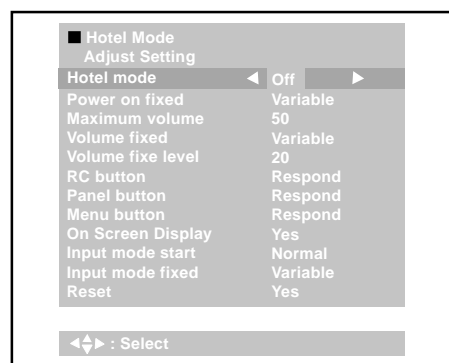 ■ Hotel Mode
Adjust Setting
Hotel mode ◀ Off ▶
Power on fixed Variable
Maximum volume 50
Volume fixed Variable
Volume fixe level 20
RC button Respond
Panel button Respond
Menu button Respond
On Screen Display Yes
Input mode start Normal
Input mode fixed Variable
Reset Yes
◀▲▼▶ : Select